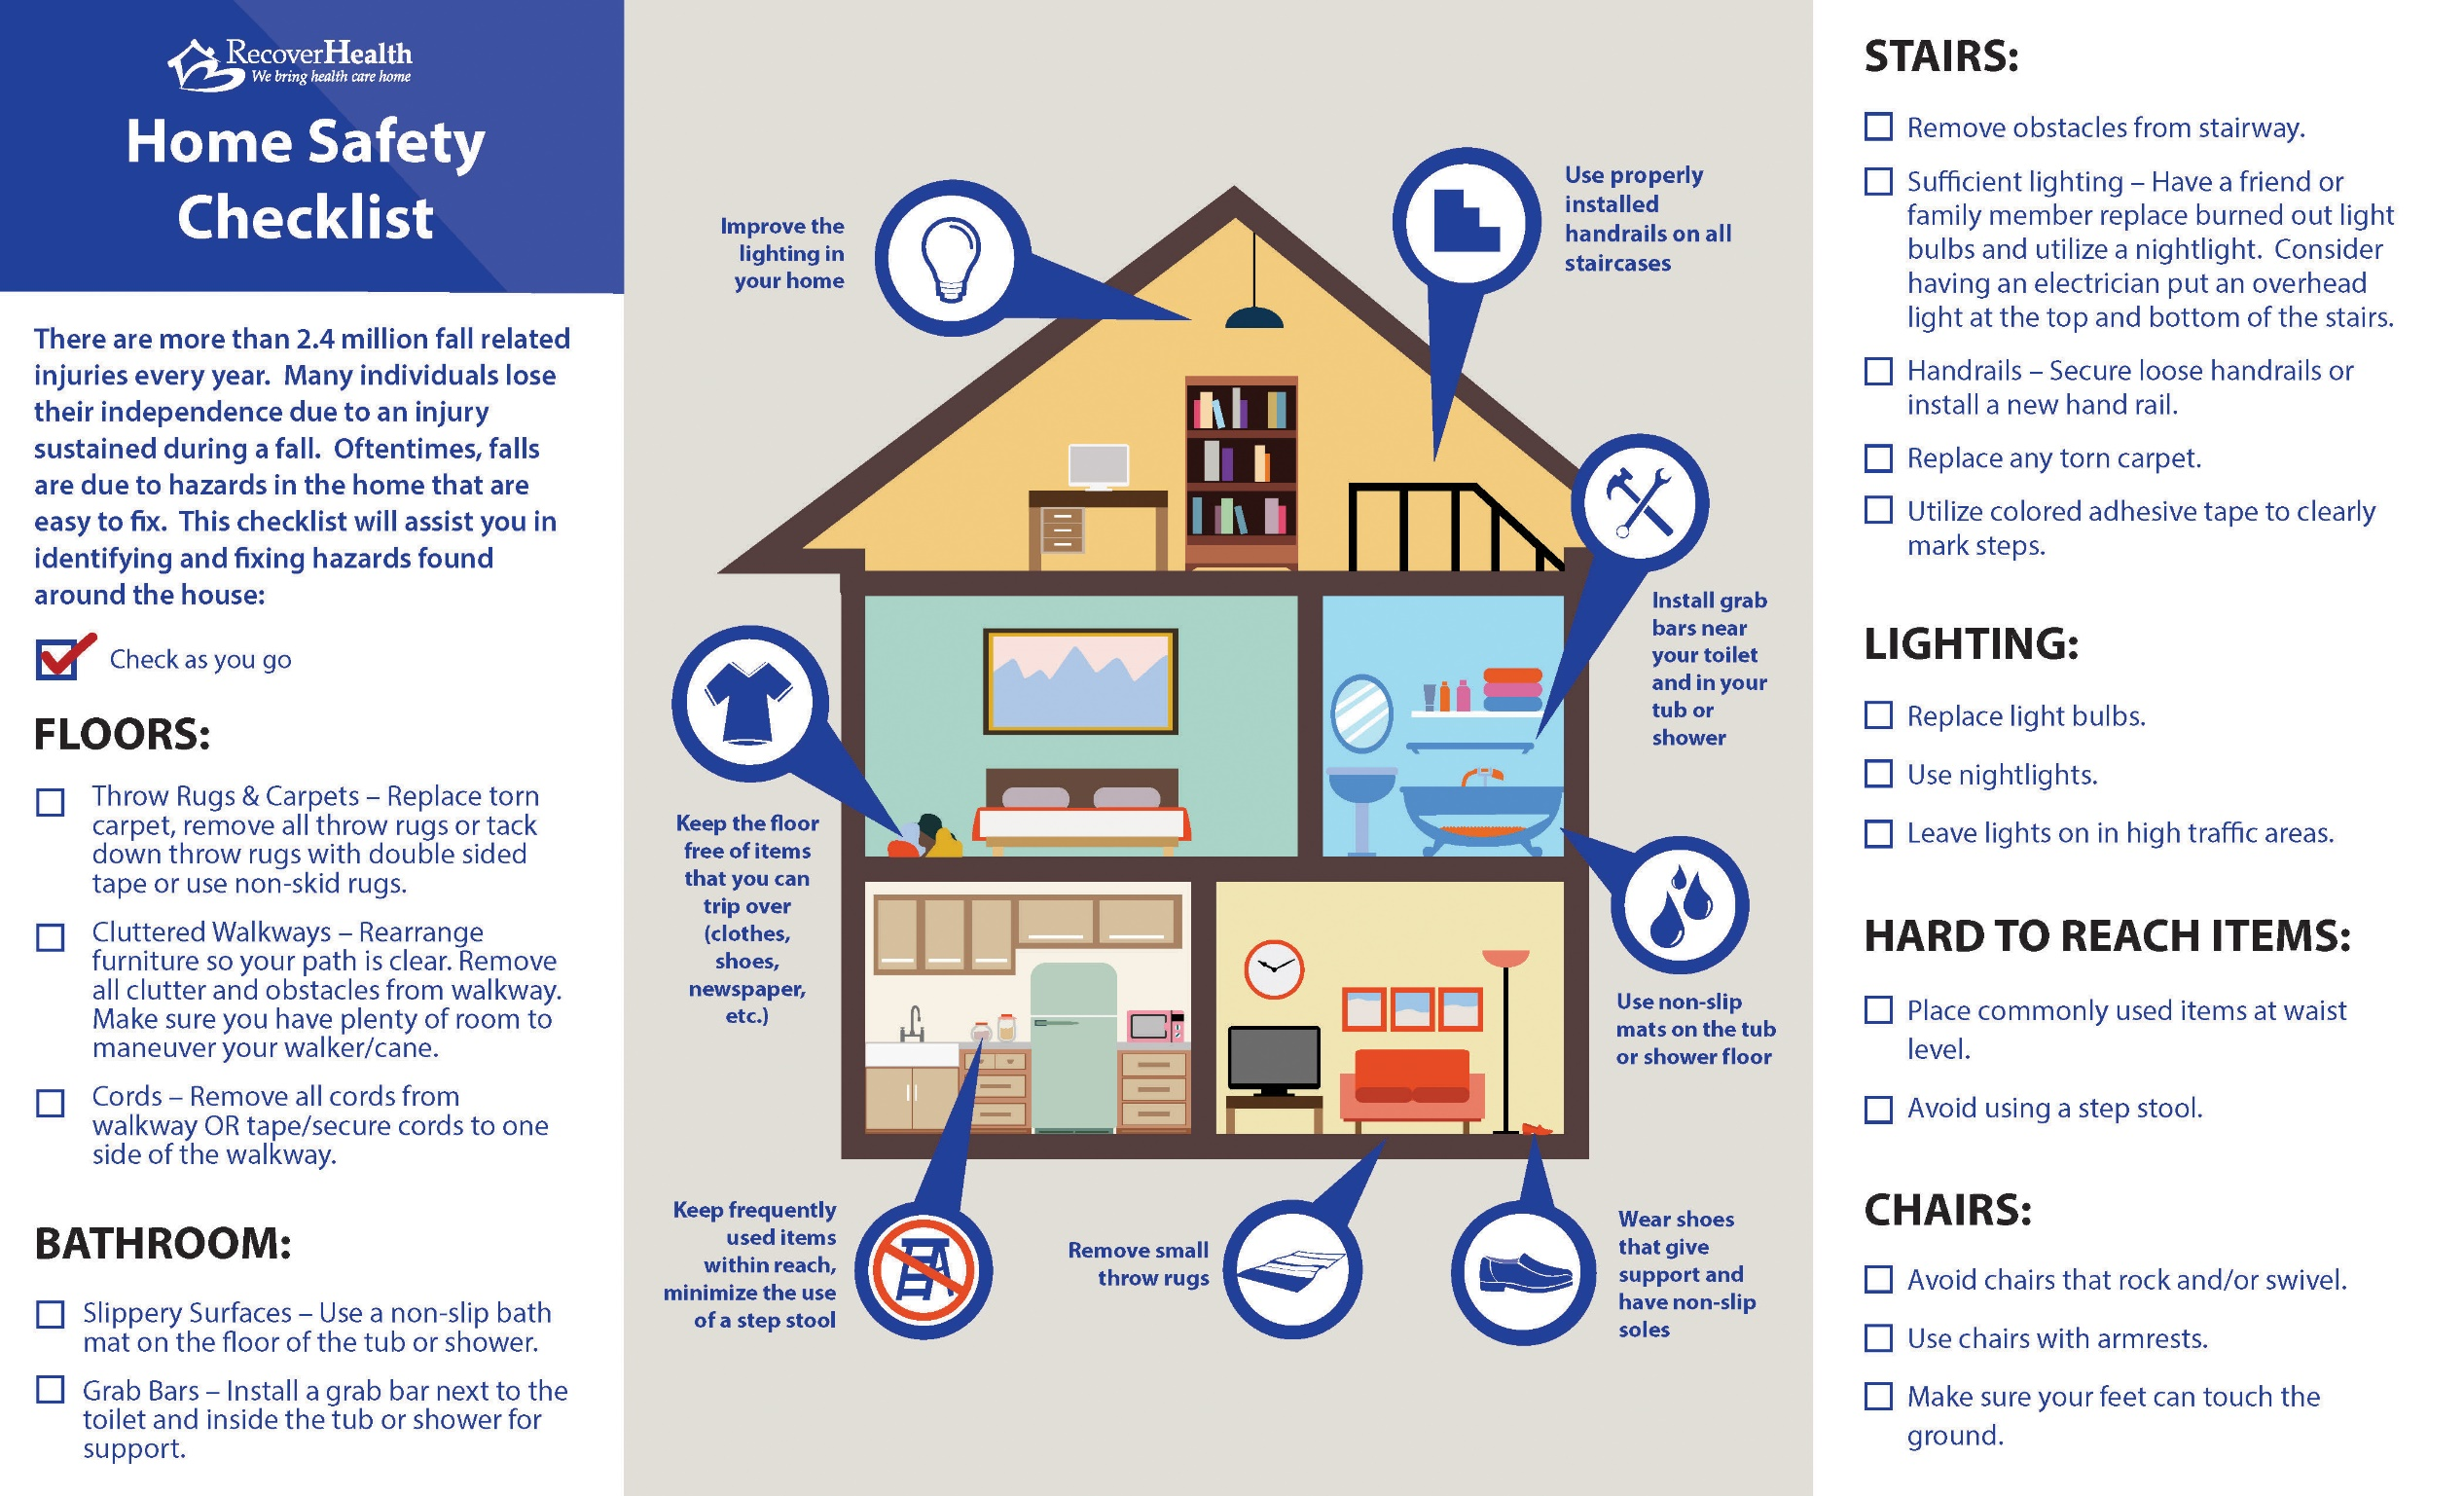 RecoverHealth
We bring health care home
Home Safety
Checklist
There are more than 2.4 million fall related
injuries every year. Many individuals lose
their independence due to an injury
sustained during a fall. Oftentimes, falls
are due to hazards in the home that are
easy to fix. This checklist will assist you in
identifying and fixing hazards found
around the house:
Check as you go
FLOORS:
Throw Rugs & Carpets – Replace torn
carpet, remove all throw rugs or tack
down throw rugs with double sided
tape or use non-skid rugs.
Cluttered Walkways – Rearrange
furniture so your path is clear. Remove
all clutter and obstacles from walkway.
Make sure you have plenty of room to
maneuver your walker/cane.
Cords – Remove all cords from
walkway OR tape/secure cords to one
side of the walkway.
BATHROOM:
Slippery Surfaces – Use a non-slip bath
mat on the floor of the tub or shower.
Grab Bars – Install a grab bar next to the
toilet and inside the tub or shower for
support.
Improve the
lighting in
your home
Use properly
installed
handrails on all
staircases
Install grab
bars near
your toilet
and in your
tub or
shower
Keep the floor
free of items
that you can
trip over
(clothes,
shoes,
newspaper,
etc.)
Use non-slip
mats on the tub
or shower floor
Keep frequently
used items
within reach,
minimize the use
of a step stool
Remove small
throw rugs
Wear shoes
that give
support and
have non-slip
soles
STAIRS:
Remove obstacles from stairway.
Sufficient lighting – Have a friend or
family member replace burned out light
bulbs and utilize a nightlight. Consider
having an electrician put an overhead
light at the top and bottom of the stairs.
Handrails – Secure loose handrails or
install a new hand rail.
Replace any torn carpet.
Utilize colored adhesive tape to clearly
mark steps.
LIGHTING:
Replace light bulbs.
Use nightlights.
Leave lights on in high traffic areas.
HARD TO REACH ITEMS:
Place commonly used items at waist
level.
Avoid using a step stool.
CHAIRS:
Avoid chairs that rock and/or swivel.
Use chairs with armrests.
Make sure your feet can touch the
ground.